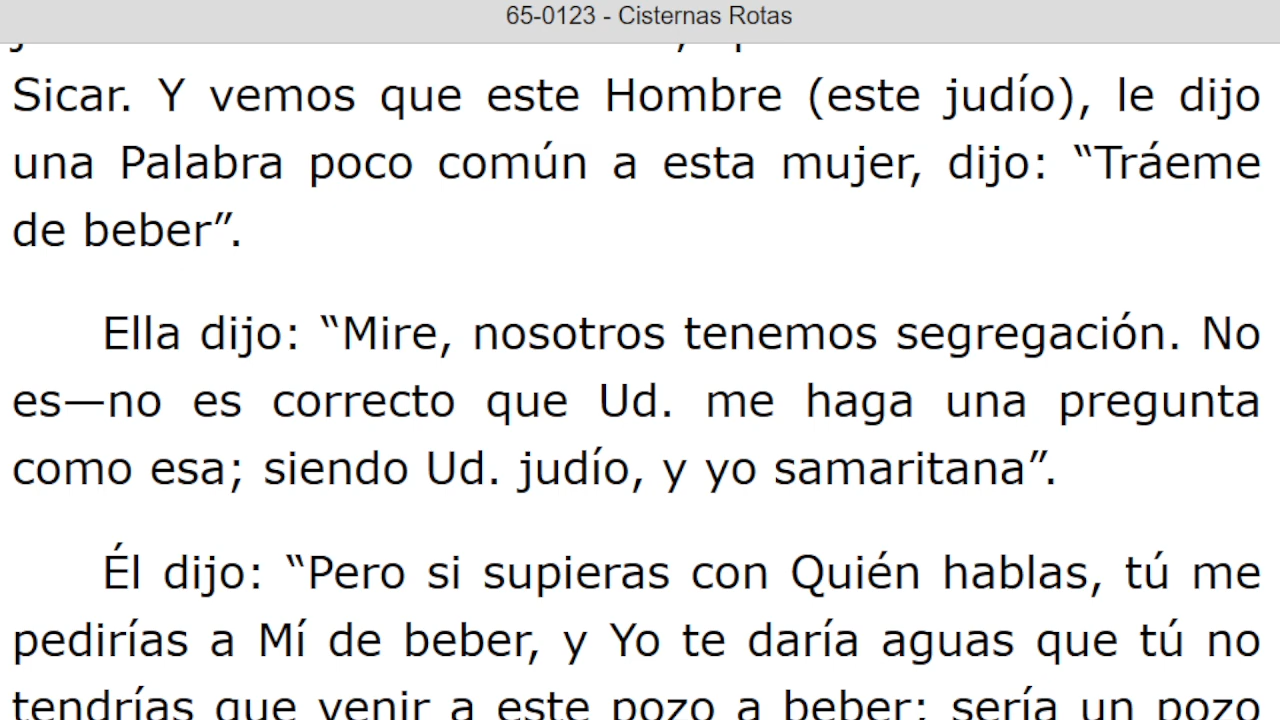 65-0123 - Cisternas Rotas
Sicar. Y vemos que este Hombre (este judío), le dijo
una Palabra poco común a esta mujer, dijo: “Tráeme
de beber”.
Ella dijo: “Mire, nosotros tenemos segregación. No
es—no es correcto que Ud. me haga una pregunta
como esa; siendo Ud. judío, y yo samaritana”.
Él dijo: “Pero si supieras con Quién hablas, tú me
pedirías a Mí de beber, y Yo te daría aguas que tú no
tendrías que venir a este pozo a beber; sería un pozo